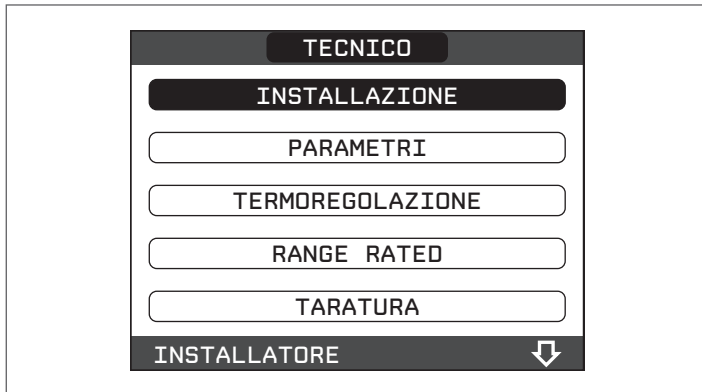 TECNICO
INSTALLAZIONE
PARAMETRI
TERMOREGOLAZIONE
RANGE RATED
TARATURA
INSTALLATORE